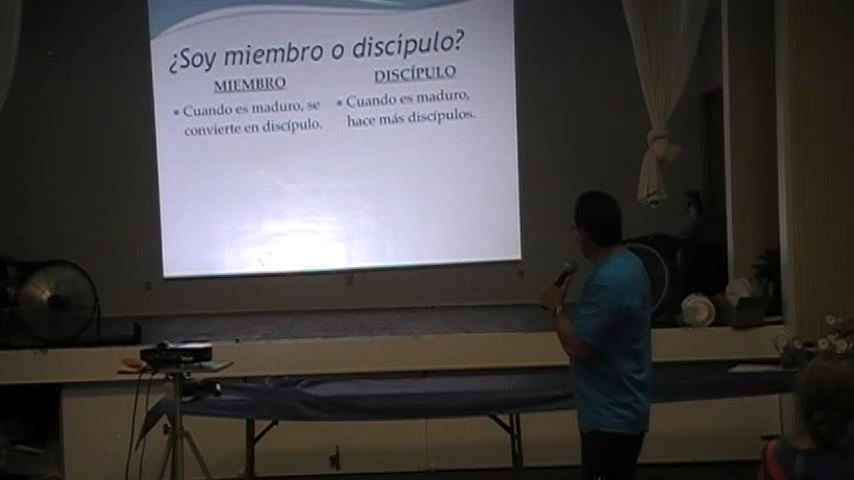 ¿Soy miembro o discípulo?
MIEMBRO
• Cuando es maduro, se
convierte en discípulo.
DISCÍPULO
• Cuando es maduro,
hace más discípulos.